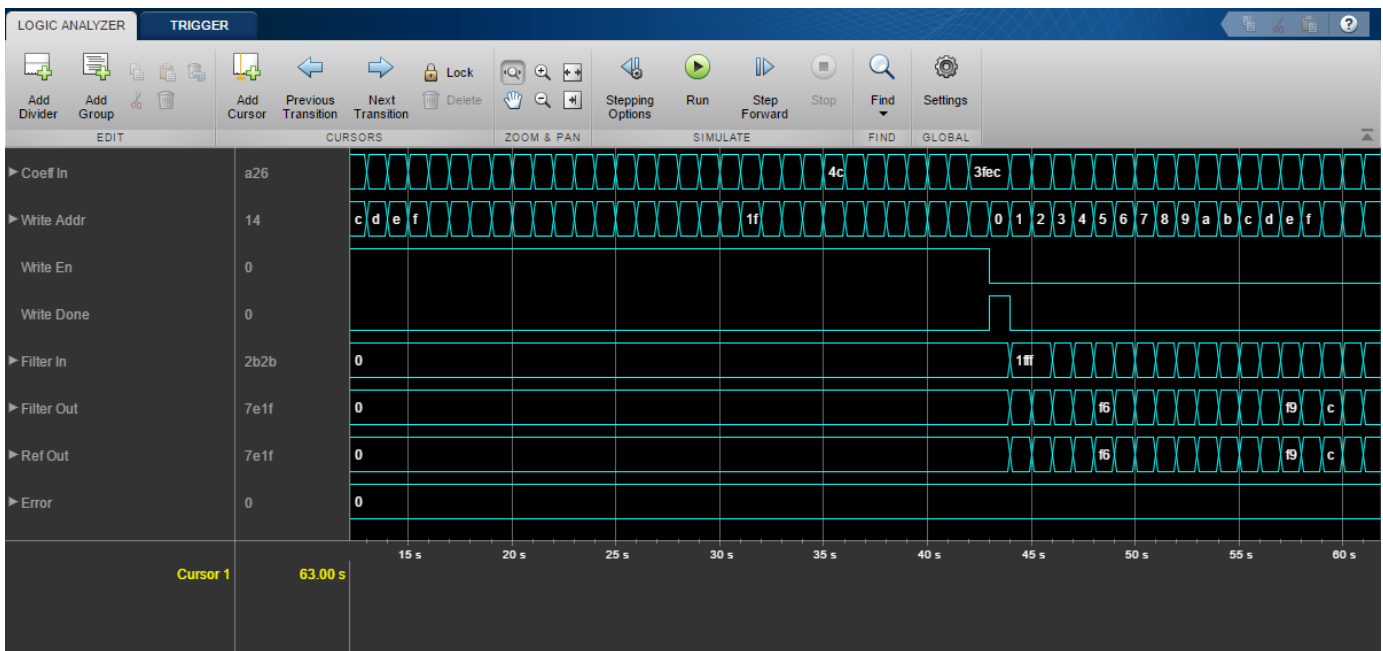 LOGIC ANALYZER TRIGGER ?
Add Divider Add Group Add Cursor Previous Transition Next Transition Lock Delete Stepping Options Run Step Forward Stop Find Settings
EDIT CURSORS ZOOM & PAN SIMULATE FIND GLOBAL
Coeff In a26 4c 3fec
Write Addr 14 c d e f 1f 0 1 2 3 4 5 6 7 8 9 a b c d e f
Write En 0
Write Done 0
Filter In 2b2b 0 1fff
Filter Out 7e1f 0 f6 f9 c
Ref Out 7e1f 0 f6 f9 c
Error 0 0
15 s 20 s 25 s 30 s 35 s 40 s 45 s 50 s 55 s 60 s
Cursor 1 63.00 s